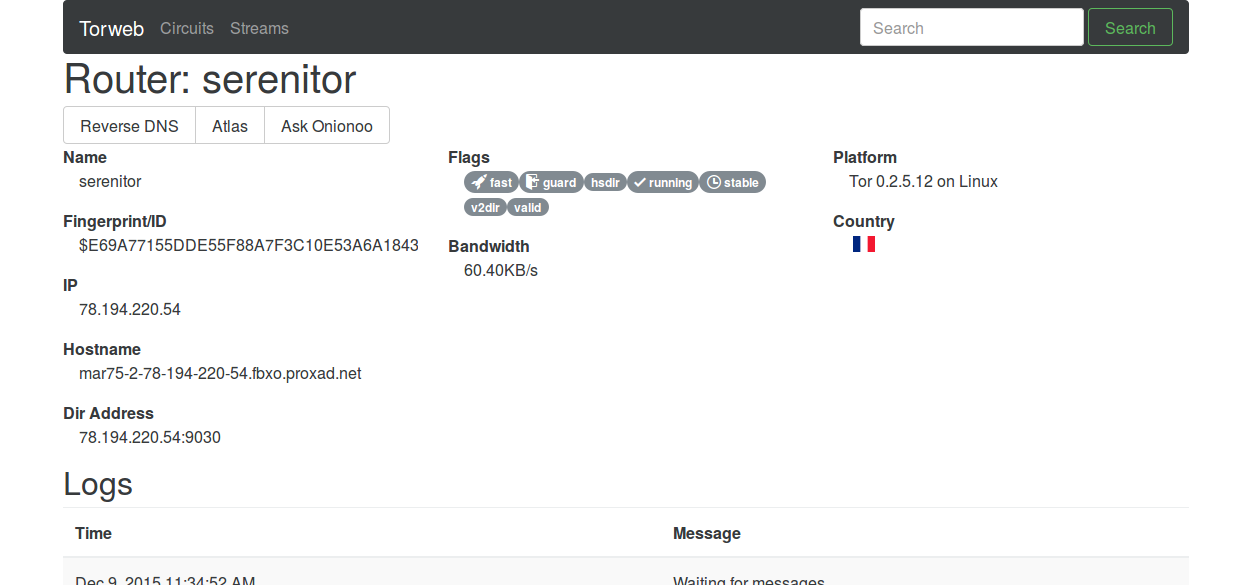 Torweb Circuits Streams Search Search
Router: serenitor
Reverse DNS Atlas Ask Onionoo
Name
serenitor
Fingerprint/ID
$E69A77155DDE55F88A7F3C10E53A6A1843
IP
78.194.220.54
Hostname
mar75-2-78-194-220-54.fbxo.proxad.net
Dir Address
78.194.220.54:9030
Flags
fast guard hsdir running stable
v2dir valid
Bandwidth
60.40KB/s
Platform
Tor 0.2.5.12 on Linux
Country
Logs
Time Message
Dec 9, 2015 11:34:52 AM Waiting for messages